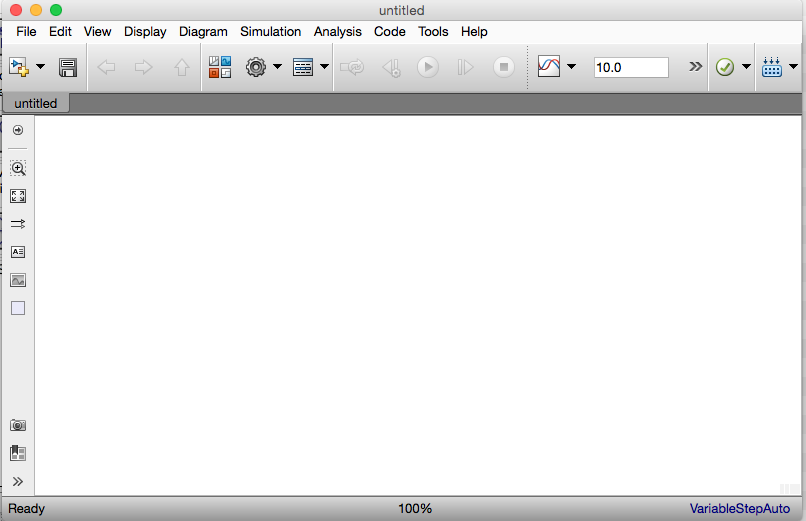 untitled
File Edit View Display Diagram Simulation Analysis Code Tools Help
10.0
untitled
Ready 100% VariableStepAuto